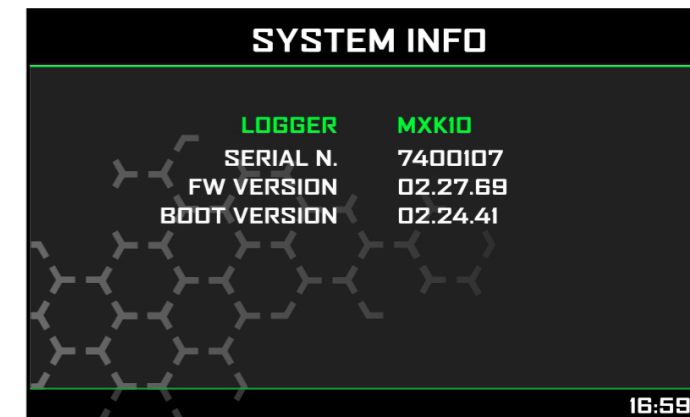 SYSTEM INFO
LOGGER MXK10
SERIAL N. 7400107
FW VERSION 02.27.69
BOOT VERSION 02.24.41
16:59